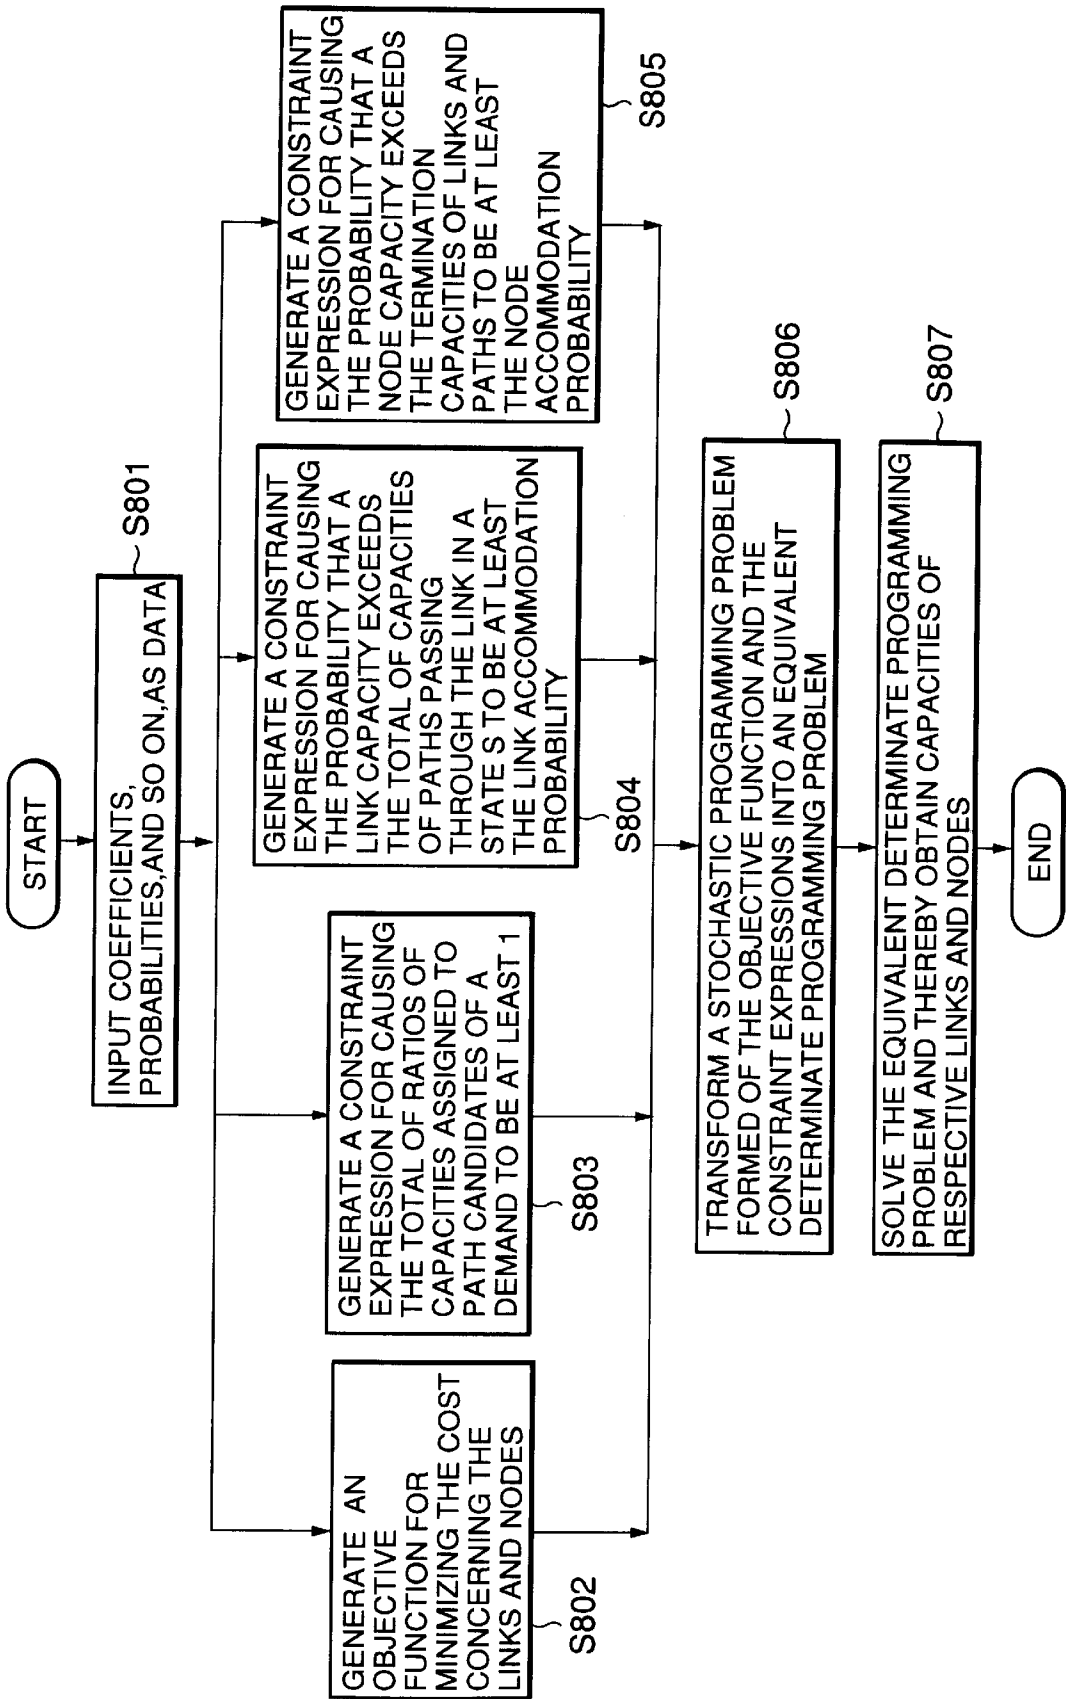 START
INPUT COEFFICIENTS,
PROBABILITIES,AND SO ON,AS DATA
S801
GENERATE AN
OBJECTIVE
FUNCTION FOR
MINIMIZING THE COST
CONCERNING THE
LINKS AND NODES
S802
GENERATE A CONSTRAINT
EXPRESSION FOR CAUSING
THE TOTAL OF RATIOS OF
CAPACITIES ASSIGNED TO
PATH CANDIDATES OF A
DEMAND TO BE AT LEAST 1
S803
GENERATE A CONSTRAINT
EXPRESSION FOR CAUSING
THE PROBABILITY THAT A
LINK CAPACITY EXCEEDS
THE TOTAL OF CAPACITIES
OF PATHS PASSING
THROUGH THE LINK IN A
STATE S TO BE AT LEAST
THE LINK ACCOMMODATION
PROBABILITY
S804
GENERATE A CONSTRAINT
EXPRESSION FOR CAUSING
THE PROBABILITY THAT A
NODE CAPACITY EXCEEDS
THE TERMINATION
CAPACITIES OF LINKS AND
PATHS TO BE AT LEAST
THE NODE
ACCOMMODATION
PROBABILITY
S805
TRANSFORM A STOCHASTIC PROGRAMMING PROBLEM
FORMED OF THE OBJECTIVE FUNCTION AND THE
CONSTRAINT EXPRESSIONS INTO AN EQUIVALENT
DETERMINATE PROGRAMMING PROBLEM
S806
SOLVE THE EQUIVALENT DETERMINATE PROGRAMMING
PROBLEM AND THEREBY OBTAIN CAPACITIES OF
RESPECTIVE LINKS AND NODES
S807
END